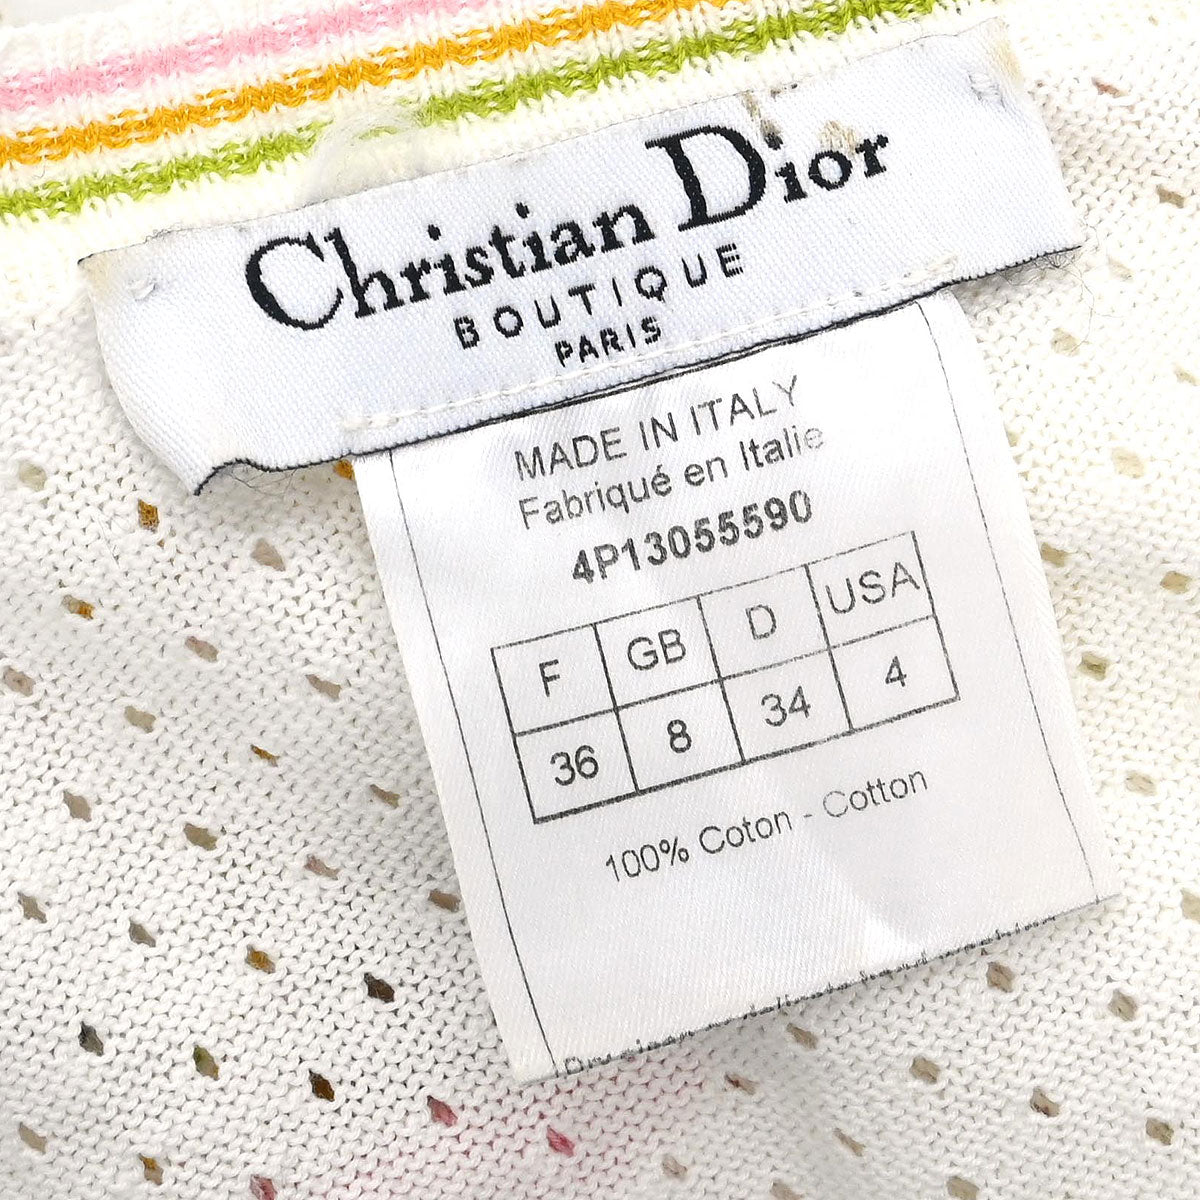 Christian Dior
BOUTIQUE
PARIS
MADE IN ITALY
Fabriqué en Italie
4P13055590
F GB D USA
36 8 34 4
100% Coton - Cotton